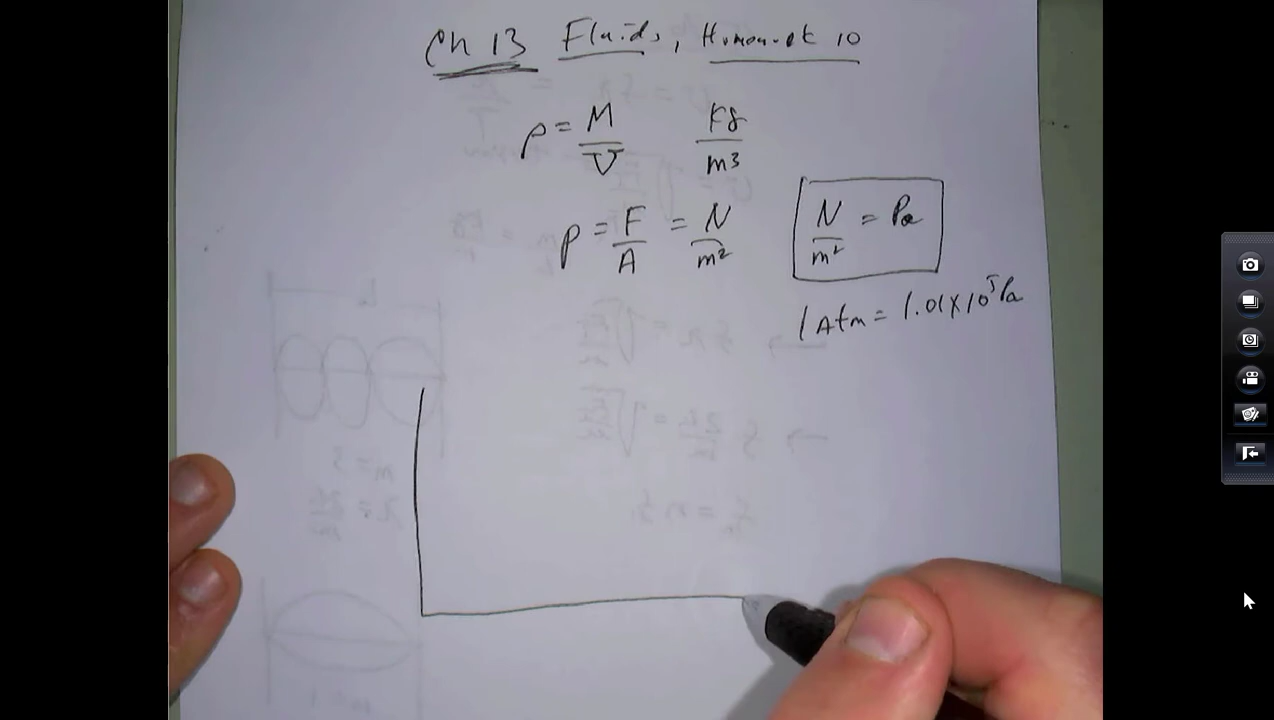 Ch 13 Fluids, Homework 10
ρ = M/V kg/m³
P = F/A = N/m² N/m² = Pa
1 Atm = 1.01 x 10⁵ Pa